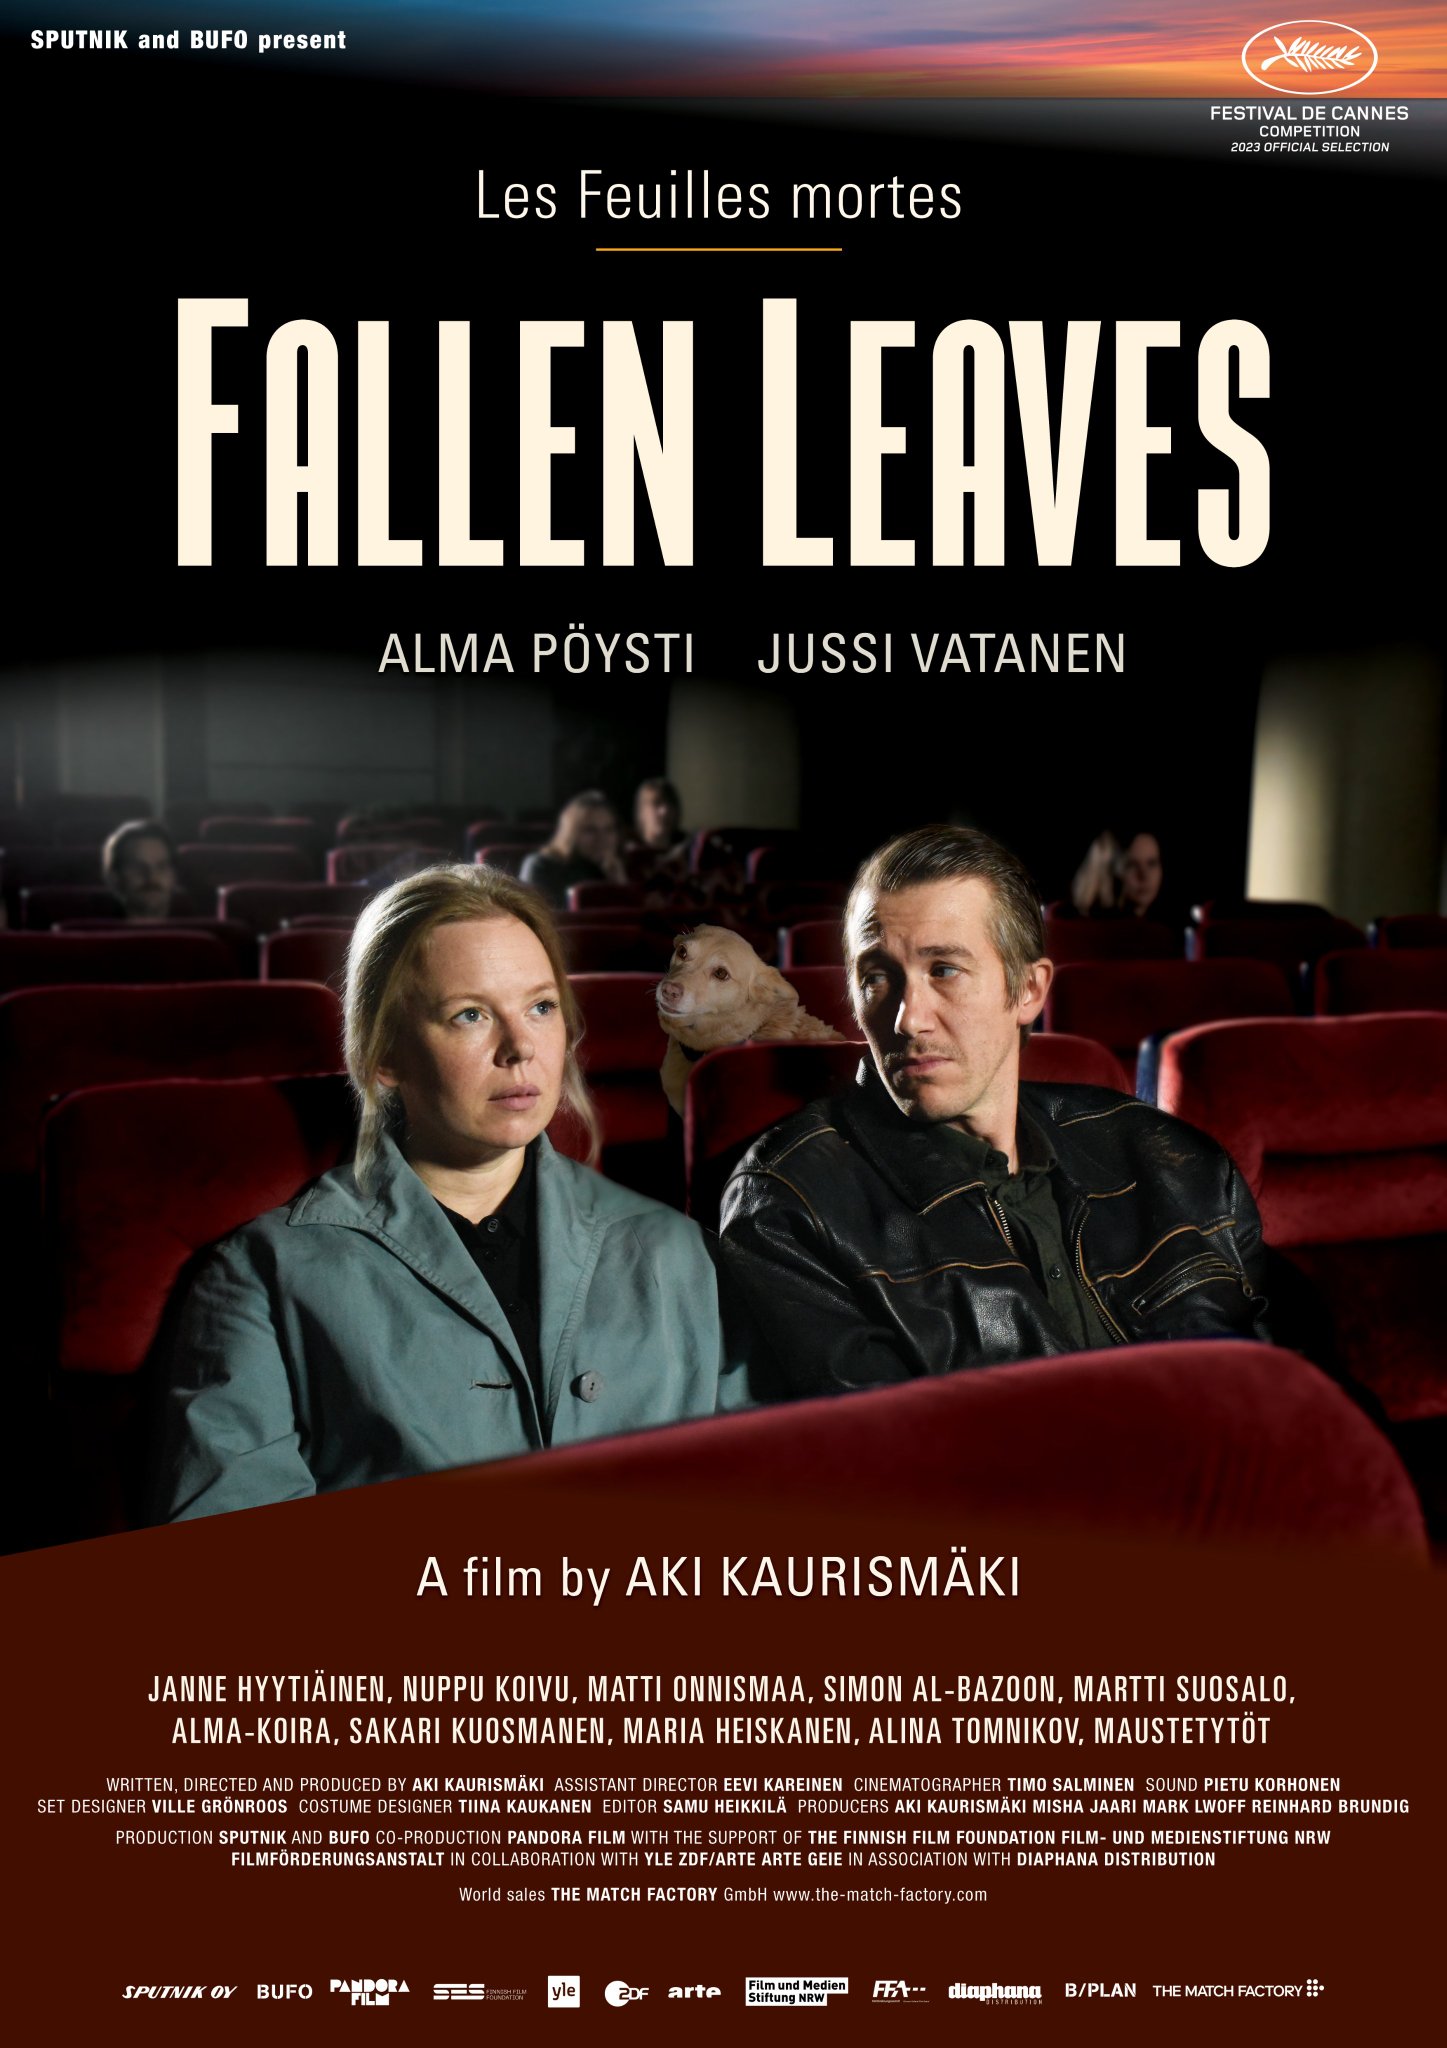 SPUTNIK and BUFO present
FESTIVAL DE CANNES
COMPETITION
2023 OFFICIAL SELECTION
Les Feuilles mortes
FALLEN LEAVES
ALMA PÖYSTI JUSSI VATANEN
A film by AKI KAURISMÄKI
JANNE HYYTIÄINEN, NUPPU KOIVU, MATTI ONNISMAA, SIMON AL-BAZOON, MARTTI SUOSALO,
ALMA-KOIRA, SAKARI KUOSMANEN, MARIA HEISKANEN, ALINA TOMNIKOV, MAUSTETYTÖT
WRITTEN, DIRECTED AND PRODUCED BY AKI KAURISMÄKI ASSISTANT DIRECTOR EEVI KAREINEN CINEMATOGRAPHER TIMO SALMINEN SOUND PIETU KORHONEN
SET DESIGNER VILLE GRÖNROOS COSTUME DESIGNER TIINA KAUKANEN EDITOR SAMU HEIKKILÄ PRODUCERS AKI KAURISMÄKI MISHA JAARI MARK LWOFF REINHARD BRUNDIG
PRODUCTION SPUTNIK AND BUFO CO-PRODUCTION PANDORA FILM WITH THE SUPPORT OF THE FINNISH FILM FOUNDATION FILM- UND MEDIENSTIFTUNG NRW
FILMFÖRDERUNGSANSTALT IN COLLABORATION WITH YLE ZDF/ARTE ARTE GEIE IN ASSOCIATION WITH DIAPHANA DISTRIBUTION
World sales THE MATCH FACTORY GmbH www.the-match-factory.com
SPUTNIK OY BUFO PANDORA FILM SES FINNISH FILM FOUNDATION yle ZDF arte Film und Medien Stiftung NRW FFA diaphana DISTRIBUTION B/PLAN THE MATCH FACTORY